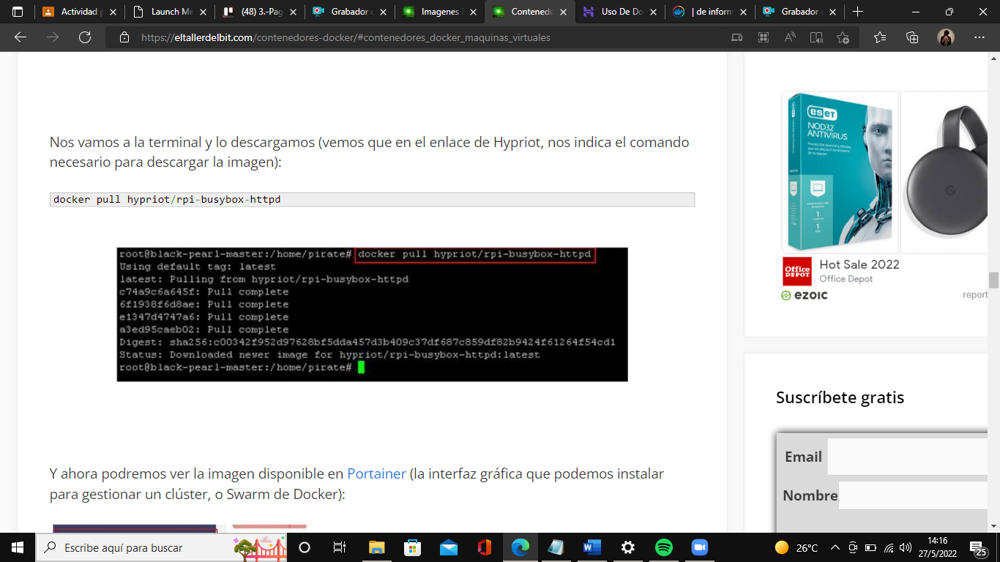 Actividad p
Launch Me
(48) 3.-Pag
Grabador d
Imagenes
Contenedo
Uso De Do
| de inform
Grabador d
https://eltallerdelbit.com/contenedores-docker/#contenedores_docker_maquinas_virtuales
Nos vamos a la terminal y lo descargamos (vemos que en el enlace de Hypriot, nos indica el comando
necesario para descargar la imagen):
docker pull hypriot/rpi-busybox-httpd
root@black-pearl-master:/home/pirate# docker pull hypriot/rpi-busybox-httpd
Using default tag: latest
latest: Pulling from hypriot/rpi-busybox-httpd
c74a9c6a645f: Pull complete
6f1938f6d8ae: Pull complete
e1347d4747a6: Pull complete
a3ed95caeb02: Pull complete
Digest: sha256:c00342f952d97628bf5dda457d3b409c37df687c859df82b9424f61264f54cd1
Status: Downloaded newer image for hypriot/rpi-busybox-httpd:latest
root@black-pearl-master:/home/pirate#
Y ahora podremos ver la imagen disponible en Portainer (la interfaz gráfica que podemos instalar
para gestionar un clúster, o Swarm de Docker):
eset
NOD32
ANTIVIRUS
Office
DEPOT
Hot Sale 2022
Office Depot
ezoic
report
Suscríbete gratis
Email
Nombre
Escribe aquí para buscar
26°C
14:16
27/5/2022
25